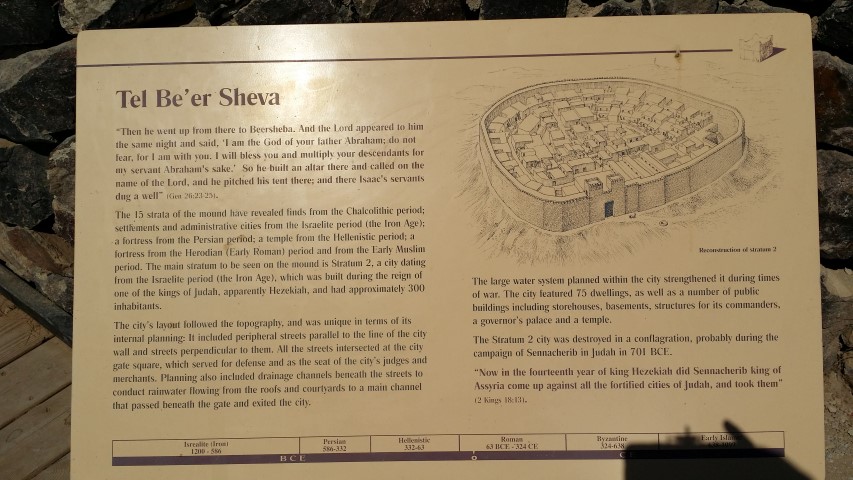 Tel Be'er Sheva
"Then he went up from there to Beersheba. And the Lord appeared to him
the same night and said, 'I am the God of your father Abraham; do not
fear, for I am with you. I will bless you and multiply your descendants for
my servant Abraham's sake.' So he built an altar there and called on the
name of the Lord, and he pitched his tent there; and there Isaac's servants
dug a well" (Gen 26:23-25).
The 15 strata of the mound have revealed finds from the Chalcolithic period;
settlements and administrative cities from the Israelite period (the Iron Age);
a fortress from the Persian period; a temple from the Hellenistic period; a
fortress from the Herodian (Early Roman) period and from the Early Muslim
period. The main stratum to be seen on the mound is Stratum 2, a city dating
from the Israelite period (the Iron Age), which was built during the reign of
one of the kings of Judah, apparently Hezekiah, and had approximately 300
inhabitants.
The city's layout followed the topography, and was unique in terms of its
internal planning: It included peripheral streets parallel to the line of the city
wall and streets perpendicular to them. All the streets intersected at the city
gate square, which served for defense and as the seat of the city's judges and
merchants. Planning also included drainage channels beneath the streets to
conduct rainwater flowing from the roofs and courtyards to a main channel
that passed beneath the gate and exited the city.
Reconstruction of stratum 2
The large water system planned within the city strengthened it during times
of war. The city featured 75 dwellings, as well as a number of public
buildings including storehouses, basements, structures for its commanders,
a governor's palace and a temple.
The Stratum 2 city was destroyed in a conflagration, probably during the
campaign of Sennacherib in Judah in 701 BCE.
"Now in the fourteenth year of king Hezekiah did Sennacherib king of
Assyria come up against all the fortified cities of Judah, and took them"
(2 Kings 18:13).
Israelite (Iron)
1200 - 586
Persian
586-332
Hellenistic
332-63
Roman
63 BCE - 324 CE
Byzantine
324-638
Early
BCE
0